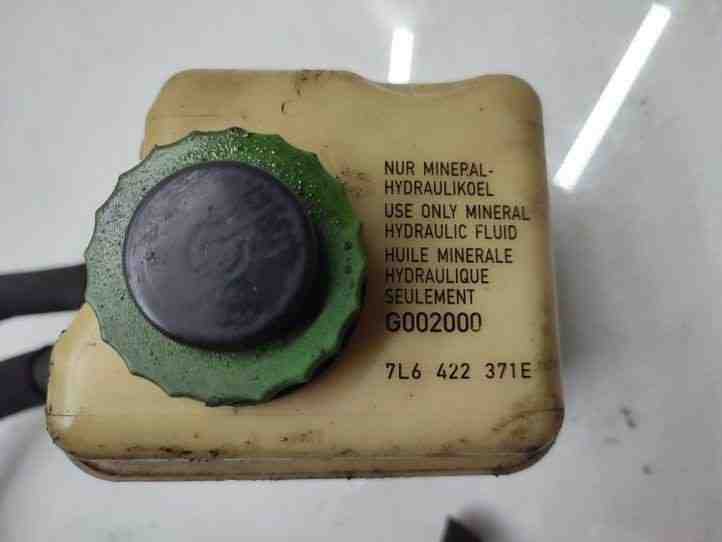 NUR MINERAL-
HYDRAULIKOEL
USE ONLY MINERAL
HYDRAULIC FLUID
HUILE MINERALE
HYDRAULIQUE
SEULEMENT
G002000
7L6 422 371E